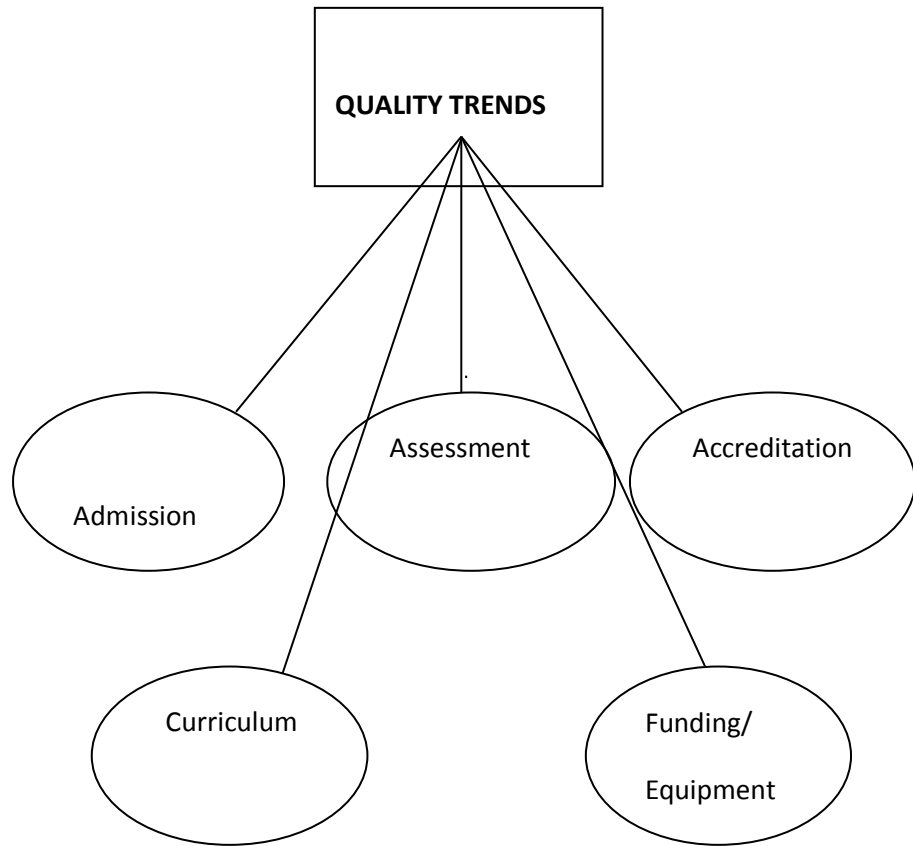 QUALITY TRENDS
Assessment
Accreditation
Admission
Curriculum
Funding/
Equipment